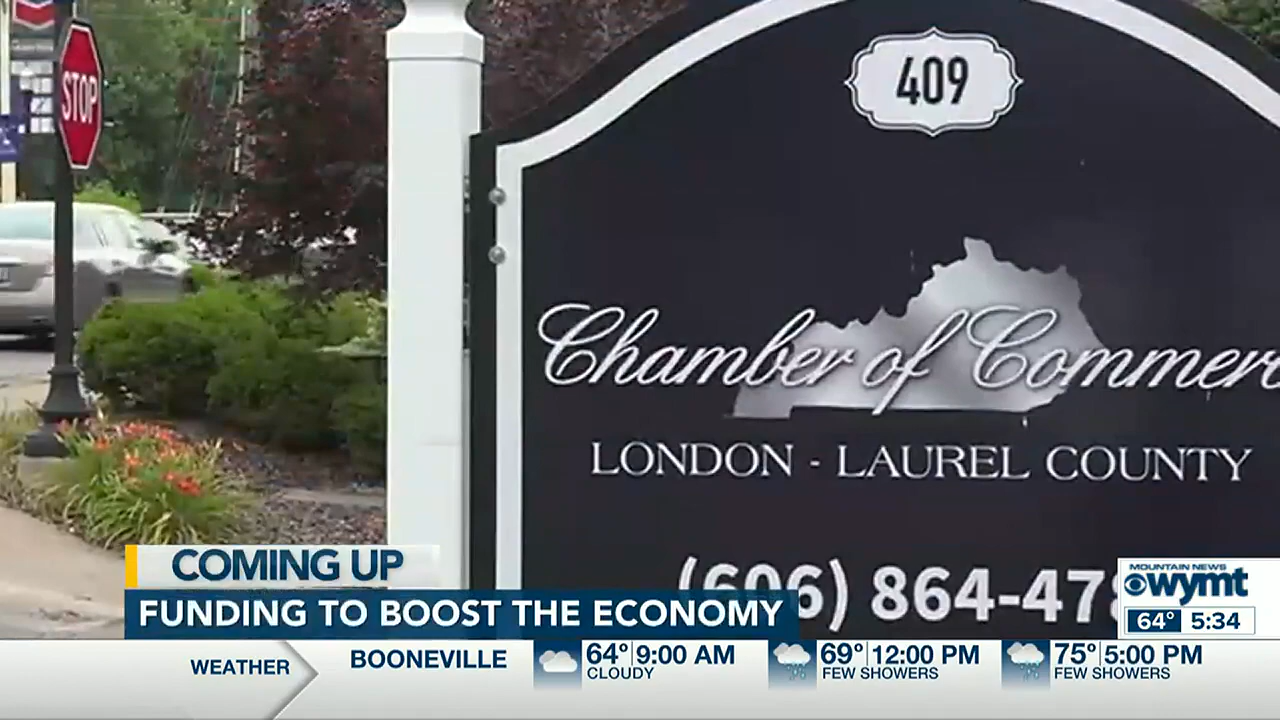 STOP
409
Chamber of Commerc
LONDON - LAUREL COUNTY
(606) 864-478
COMING UP
FUNDING TO BOOST THE ECONOMY
MOUNTAIN NEWS
wymt
64° 5:34
WEATHER
BOONEVILLE
64° 9:00 AM
CLOUDY
69° 12:00 PM
FEW SHOWERS
75° 5:00 PM
FEW SHOWERS